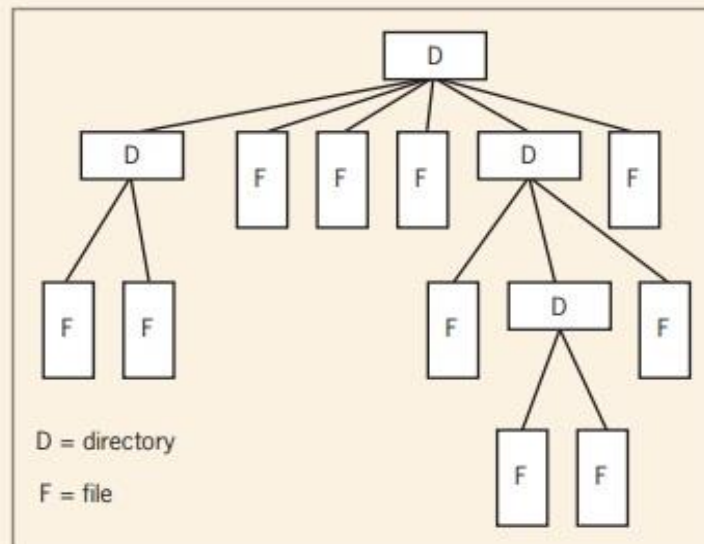 D
D F F F D F
F F F D F
F F
D = directory
F = file